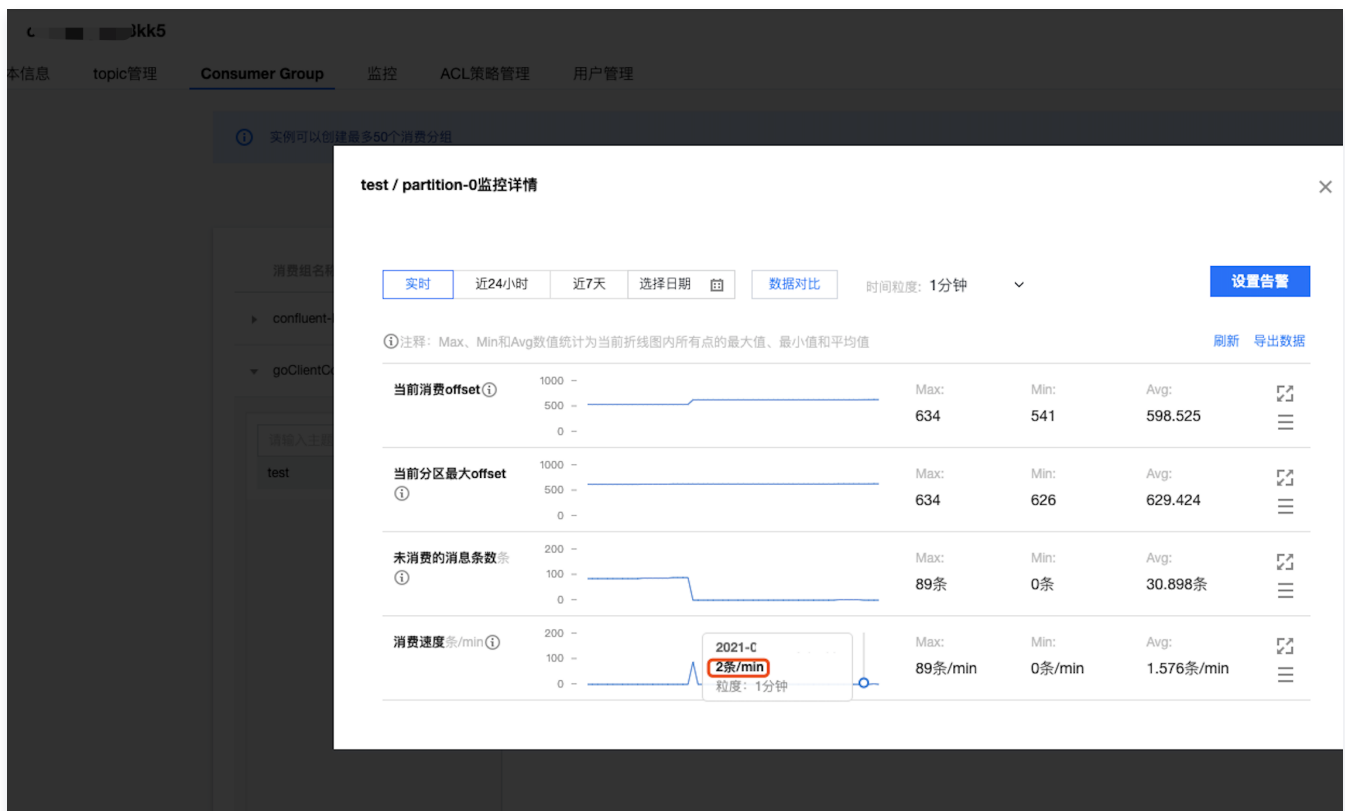 3kk5
本信息 topic管理 Consumer Group 监控 ACL策略管理 用户管理
实例可以创建最多50个消费分组
test / partition-0监控详情
消费组名称
实时 近24小时 近7天 选择日期 数据对比 时间粒度: 1分钟 设置告警
confluent-
注释：Max、Min和Avg数值统计为当前折线图内所有点的最大值、最小值和平均值 刷新 导出数据
goClientCo
当前消费offset 1000 500 0 Max: 634 Min: 541 Avg: 598.525
请输入主题
test
当前分区最大offset 1000 500 0 Max: 634 Min: 626 Avg: 629.424
未消费的消息条数条 200 100 0 Max: 89条 Min: 0条 Avg: 30.898条
消费速度条/min 200 100 0 Max: 89条/min Min: 0条/min Avg: 1.576条/min
2021-0
2条/min
粒度：1分钟